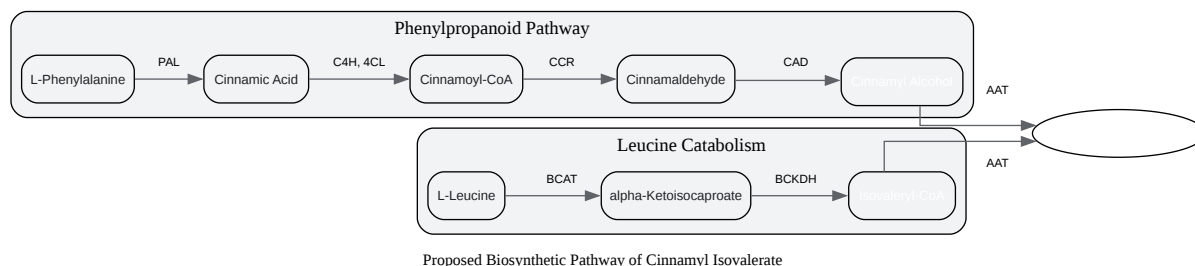 Phenylpropanoid Pathway
L-Phenylalanine
PAL
Cinnamic Acid
C4H, 4CL
Cinnamoyl-CoA
CCR
Cinnamaldehyde
CAD
Cinnamyl Alcohol
AAT
Leucine Catabolism
L-Leucine
BCAT
alpha-Ketoisocaproate
BCKDH
Isovaleryl-CoA
AAT
Proposed Biosynthetic Pathway of Cinnamyl Isovalerate